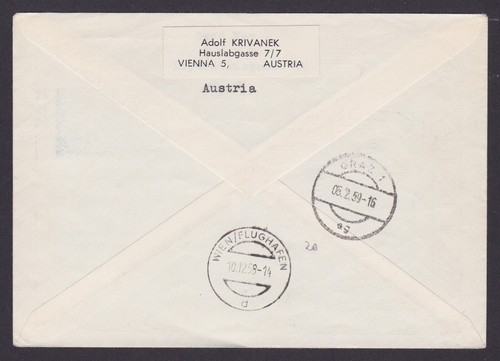 Adolf KRIVANEK
Hauslabgasse 7/7
VIENNA 5, AUSTRIA
Austria
GRAZ 1
06.2.59-16
WIEN/FLUGHAFEN
10.12.58-14
d
20